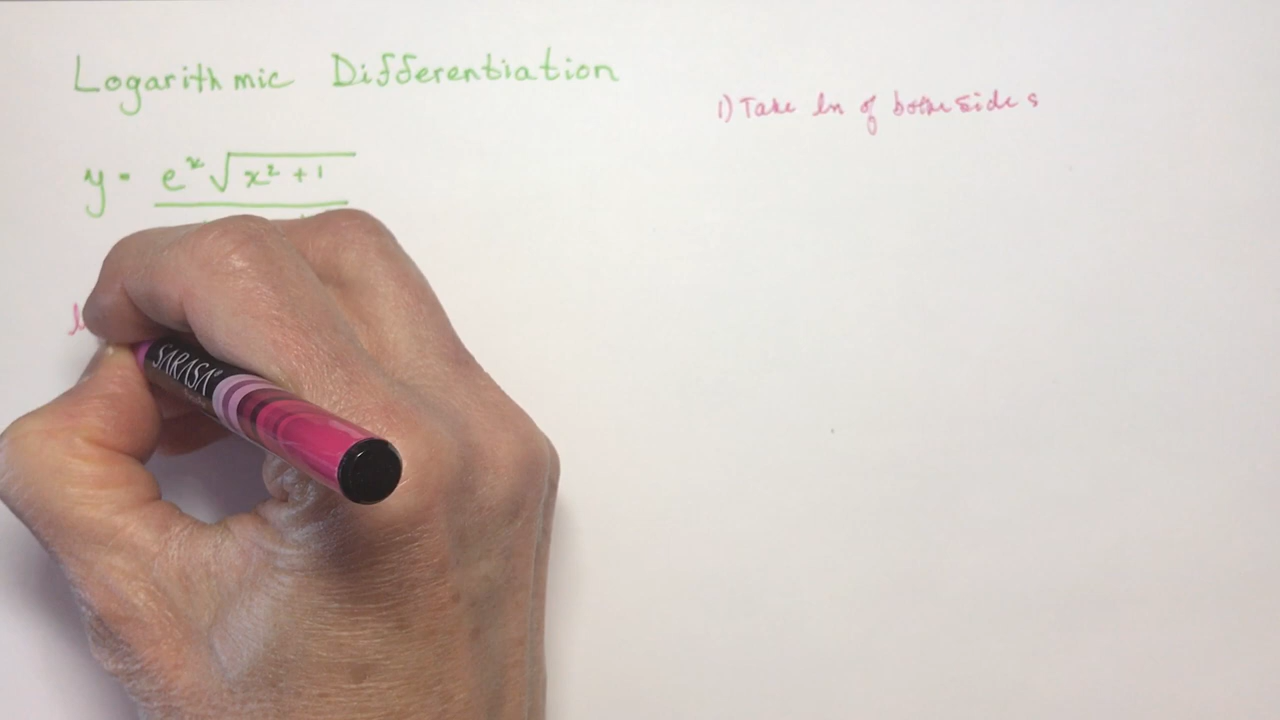 Logarithmic Differentiation
1) Take ln of both sides
y = e^x √(x² + 1)
SARASA